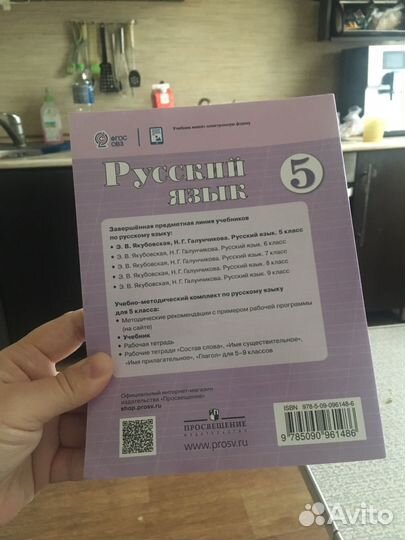 ФГОС
ОВЗ
Учебник имеет электронную форму
Русский
язык
5
Завершённая предметная линия учебников
по русскому языку:
• Э. В. Якубовская, Н. Г. Галунчикова. Русский язык. 5 класс
• Э. В. Якубовская, Н. Г. Галунчикова. Русский язык. 6 класс
• Э. В. Якубовская, Н. Г. Галунчикова. Русский язык. 7 класс
• Э. В. Якубовская, Н. Г. Галунчикова. Русский язык. 8 класс
• Э. В. Якубовская, Н. Г. Галунчикова. Русский язык. 9 класс
Учебно-методический комплект по русскому языку
для 5 класса:
• Методические рекомендации с примером рабочей программы
(на сайте)
• Учебник
• Рабочая тетрадь
• Рабочие тетради «Состав слова», «Имя существительное»,
«Имя прилагательное», «Глагол» для 5–9 классов
Официальный интернет-магазин
издательства «Просвещение»
shop.prosv.ru
ПРОСВЕЩЕНИЕ
ИЗДАТЕЛЬСТВО
www.prosv.ru
ISBN 978-5-09-096148-6
9 785090 961486
Avito